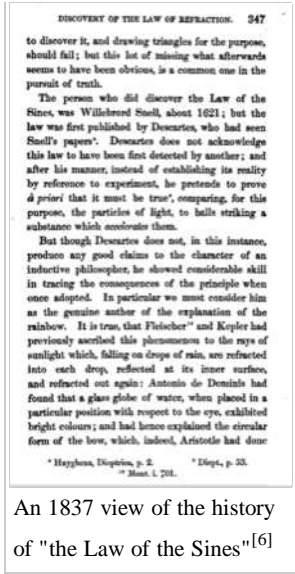 DISCOVERY OF THE LAW OF REFRACTION. 347
to discover it, and drawing triangles for the purpose,
should fail; but this lot of missing what afterwards
seems to have been obvious, is a common one in the
pursuit of truth.
The person who did discover the Law of the
Sines, was Willebrord Snell, about 1621; but the
law was first published by Descartes, who had seen
Snell's papers⁸. Descartes does not acknowledge
this law to have been first detected by another; and
after his manner, instead of establishing its reality
by reference to experiment, he pretends to prove
à priori that it must be true⁹, comparing, for this
purpose, the particles of light, to balls striking a
substance which accelerates them.
But though Descartes does not, in this instance,
produce any good claims to the character of an
inductive philosopher, he showed considerable skill
in tracing the consequences of the principle when
once adopted. In particular we must consider him
as the genuine author of the explanation of the
rainbow. It is true, that Fleischer¹⁰ and Kepler had
previously ascribed this phenomenon to the rays of
sunlight which, falling on drops of rain, are refracted
into each drop, reflected at its inner surface,
and refracted out again: Antonio de Dominis had
found that a glass globe of water, when placed in a
particular position with respect to the eye, exhibited
bright colours; and had hence explained the circular
form of the bow, which, indeed, Aristotle had done
⁸ Huyghens, Dioptrica, p. 2. ⁹ Diopt., p. 53.
¹⁰ Mont. i. 701.
An 1837 view of the history
of "the Law of the Sines"[6]